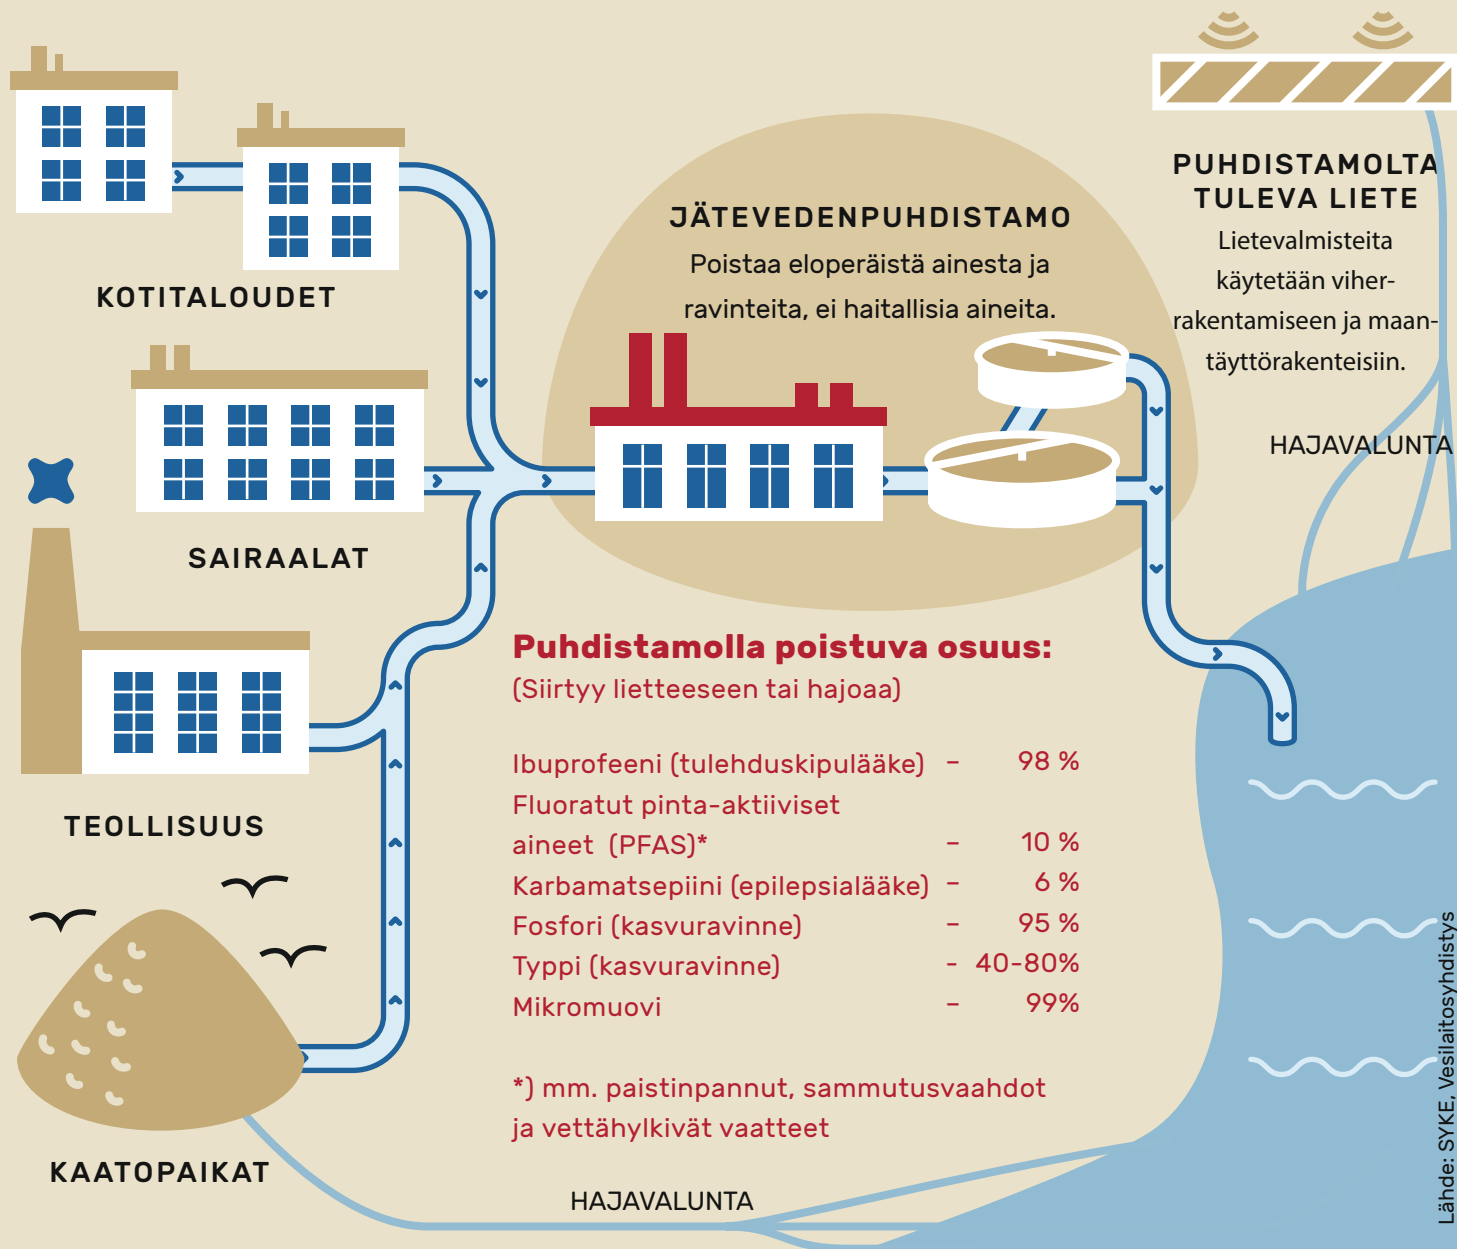 KOTITALOUDET
SAIRAALAT
TEOLLISUUS
KAATOPAIKAT
JÄTEVEDENPUHDISTAMO
Poistaa eloperäistä ainesta ja
ravinteita, ei haitallisia aineita.
PUHDISTAMOLTA
TULEVA LIETE
Lietevalmisteita
käytetään viher-
rakentamiseen ja maan-
täyttörakenteisiin.
HAJAVALUNTA
Puhdistamolla poistuva osuus:
(Siirtyy lietteeseen tai hajoaa)
Ibuprofeeni (tulehduskipulääke) – 98 %
Fluoratut pinta-aktiiviset
aineet (PFAS)* – 10 %
Karbamatsepiini (epilepsialääke) – 6 %
Fosfori (kasvuravinne) – 95 %
Typpi (kasvuravinne) - 40-80%
Mikromuovi – 99%
*) mm. paistinpannut, sammutusvaahdot
ja vettähylkivät vaatteet
HAJAVALUNTA
Lähde: SYKE, Vesilaitosyhdistys